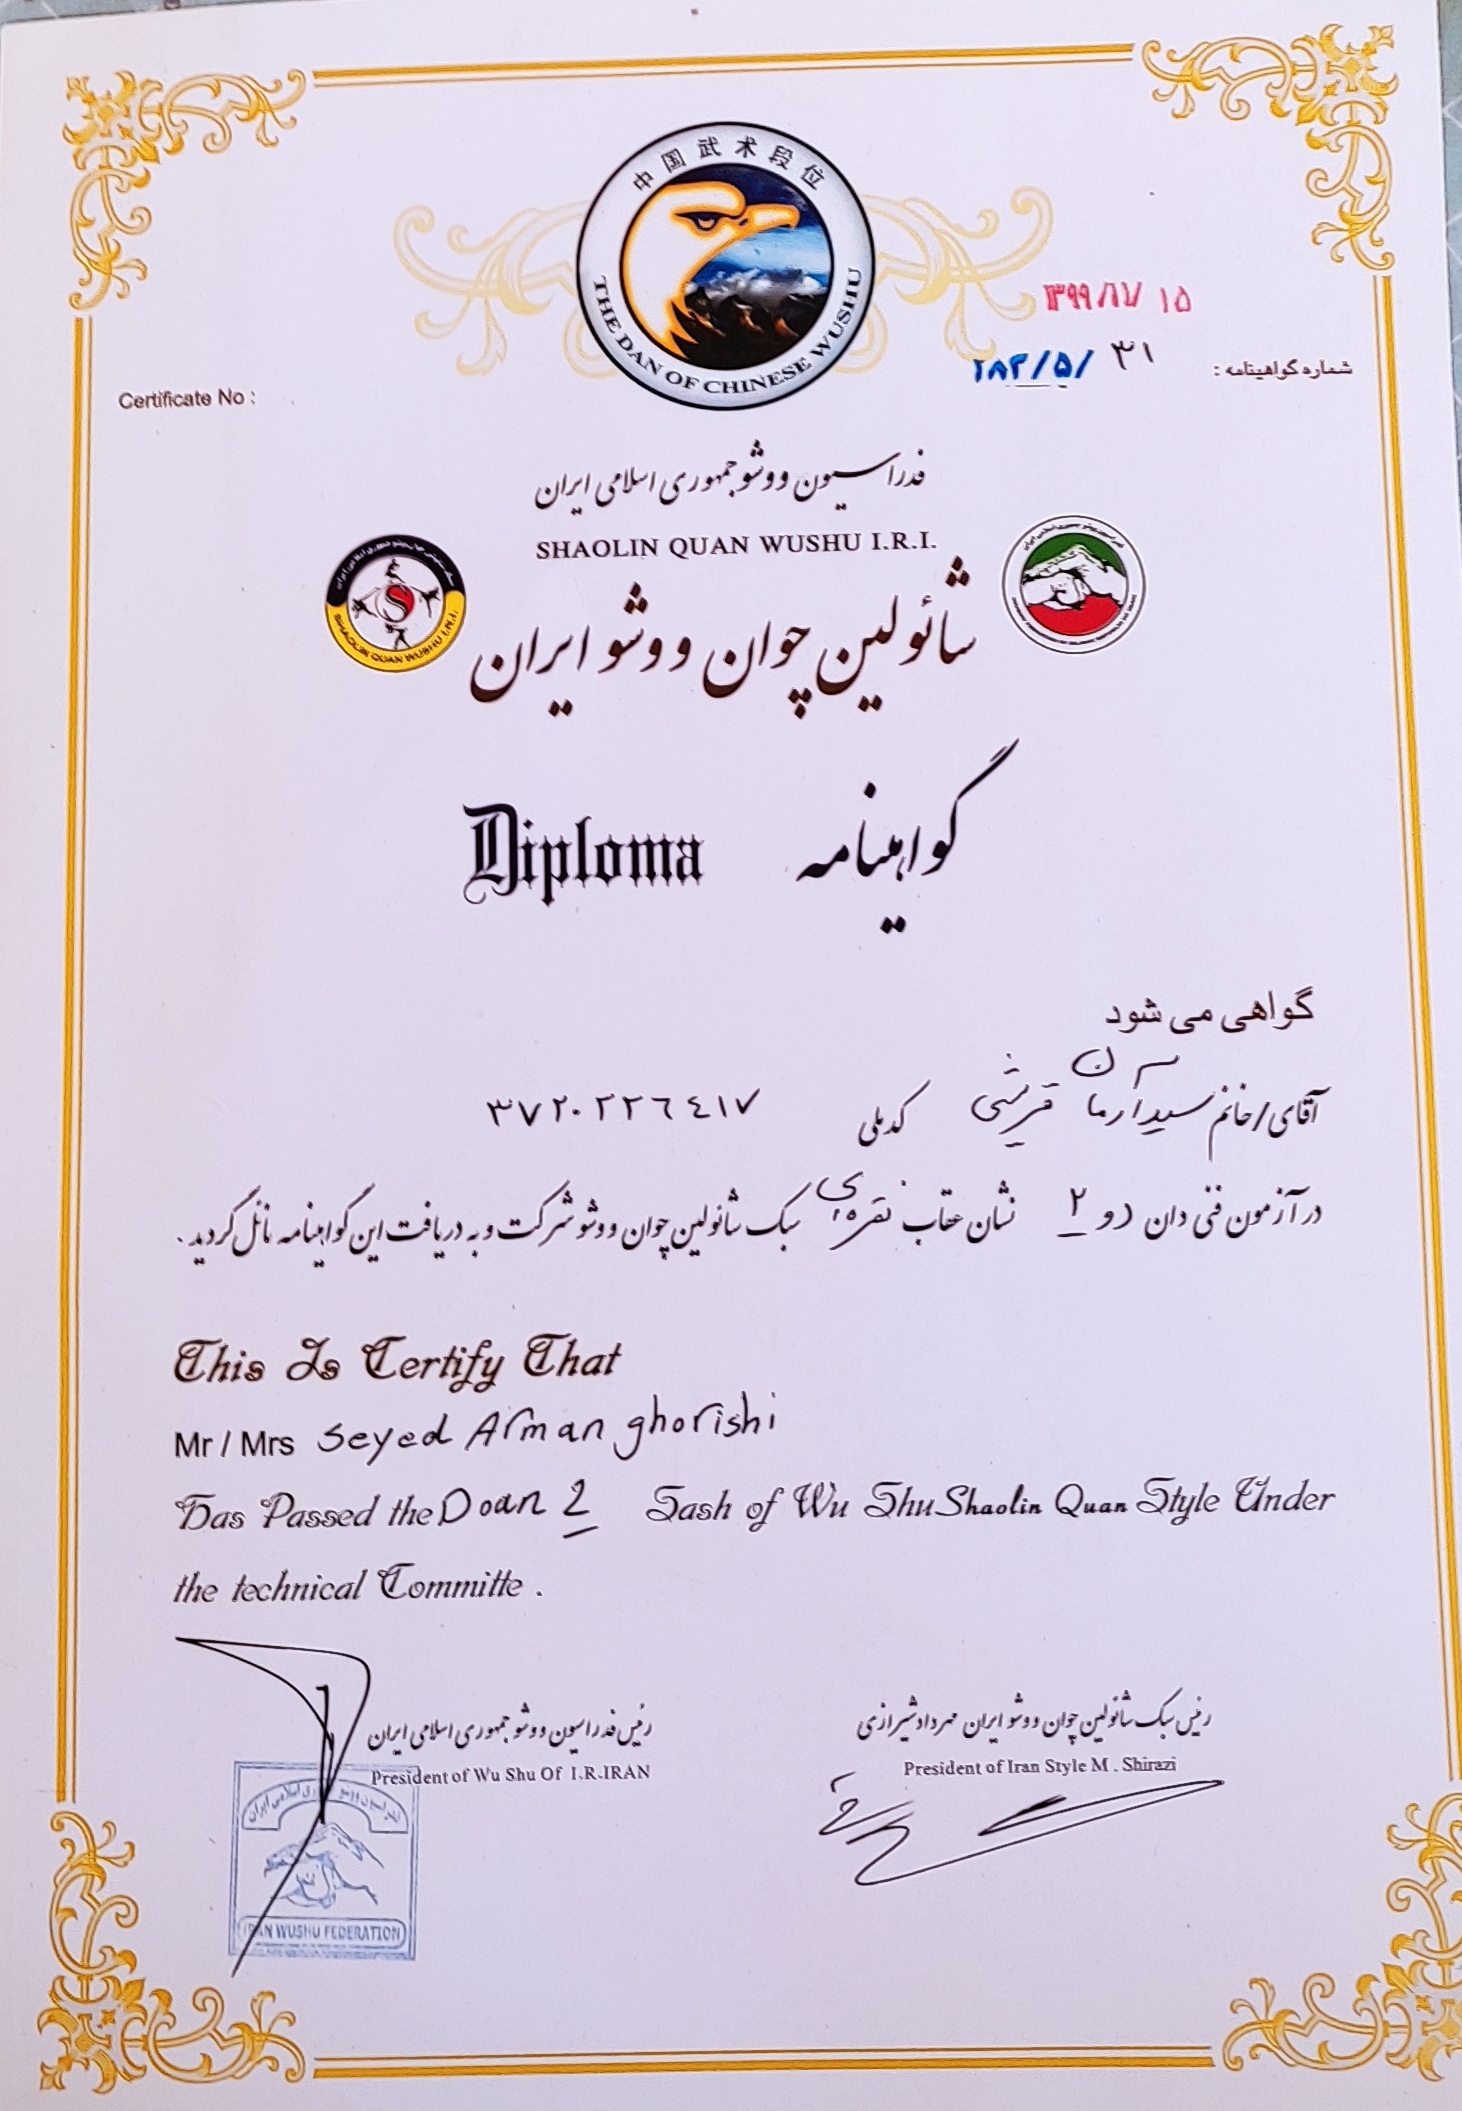 中国武术段位
THE DAN OF CHINESE WUSHU
۱۵
شماره گواهینامه : ۲۸۲/۵/ ۳۱
Certificate No :
فدراسیون ووشو جمهوری اسلامی ایران
SHAOLIN QUAN WUSHU I.R.I.
SHAOLIN QUAN WUSHU I.R.I.
شائولین چوان ووشو ایران
Diploma گواهینامه
گواهی می شود
آقای/خانم سید آرمان قریشی کد ملی ۳۷۲۰۲۲۶۴۱۷
در آزمون فنی دان دو ۲ نشان عقاب نقره ای سبک شائولین چوان ووشو شرکت و به دریافت این گواهینامه نائل گردید .
This Is Certify That
Mr / Mrs Seyed Arman ghorishi
Has Passed the Doan 2 Sash of Wu Shu Shaolin Quan Style Under
the technical Committe .
رئیس سبک شائولین چوان ووشو ایران مهرداد شیرازی
President of Iran Style M . Shirazi
رئیس فدراسیون ووشو جمهوری اسلامی ایران
President of Wu Shu Of I.R.IRAN
IRAN WUSHU FEDERATION